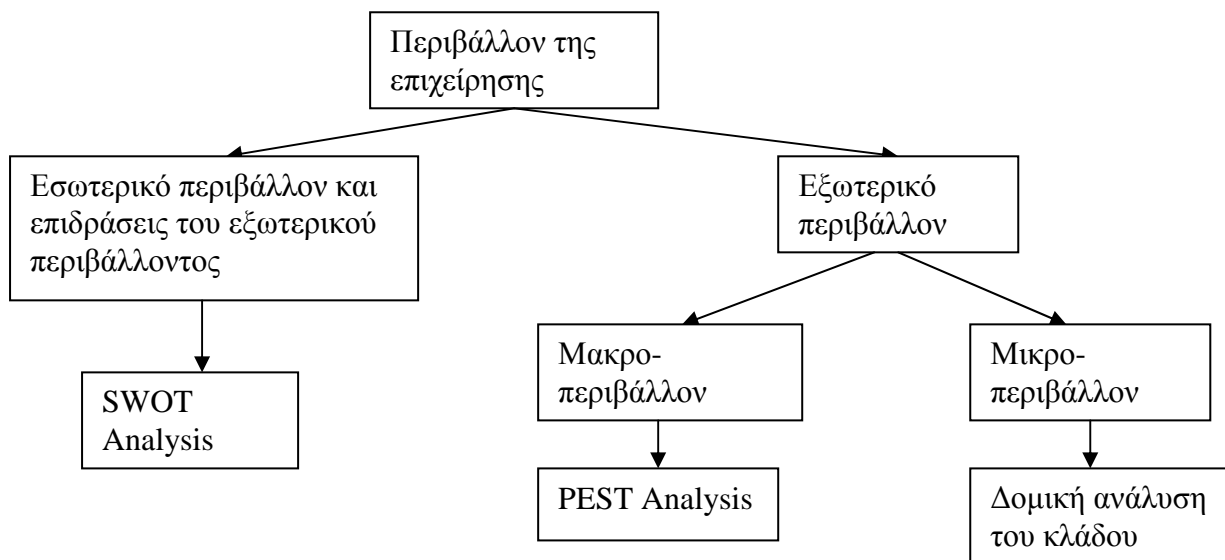 Περιβάλλον της
επιχείρησης
Εσωτερικό περιβάλλον και
επιδράσεις του εξωτερικού
περιβάλλοντος
Εξωτερικό
περιβάλλον
Μακρο-
περιβάλλον
Μικρο-
περιβάλλον
SWOT
Analysis
PEST Analysis
Δομική ανάλυση
του κλάδου